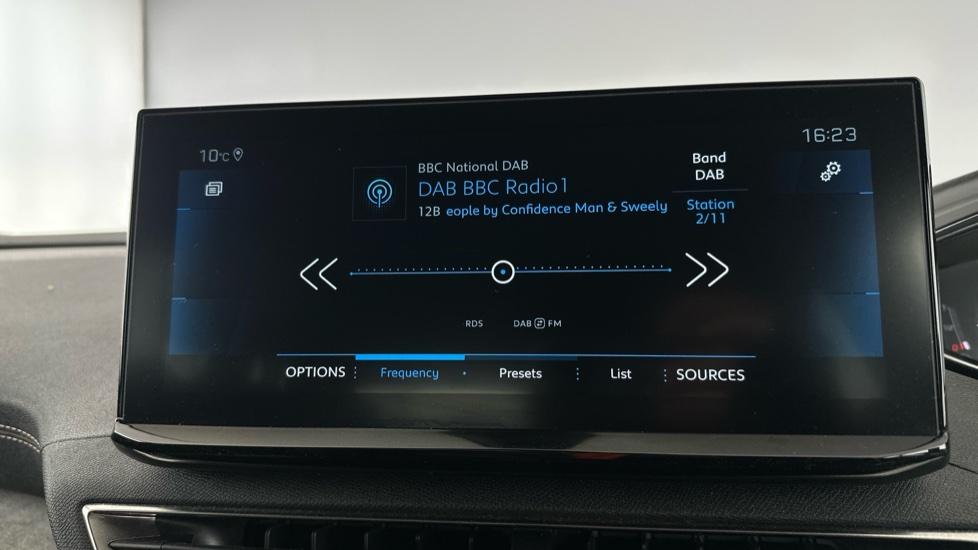 10°C
16:23
BBC National DAB
DAB BBC Radio1
12B eople by Confidence Man & Sweely
Band
DAB
Station
2/11
RDS
DAB FM
OPTIONS
Frequency
Presets
List
SOURCES